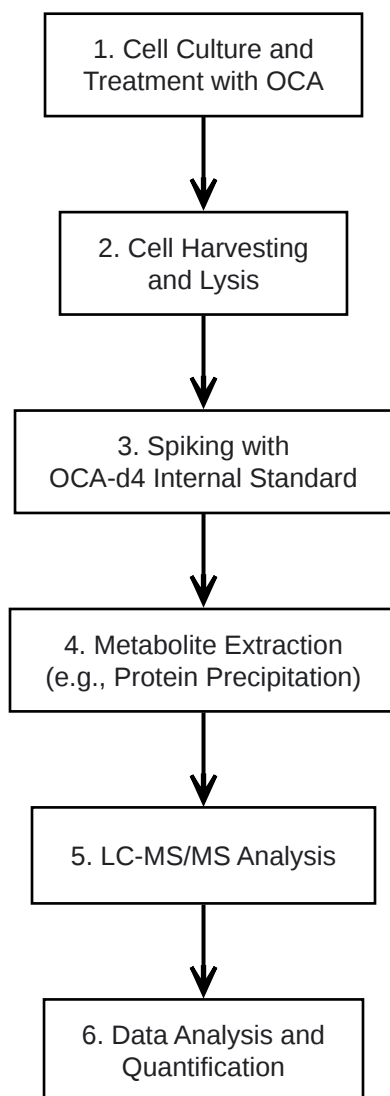 1. Cell Culture and
Treatment with OCA
2. Cell Harvesting
and Lysis
3. Spiking with
OCA-d4 Internal Standard
4. Metabolite Extraction
(e.g., Protein Precipitation)
5. LC-MS/MS Analysis
6. Data Analysis and
Quantification